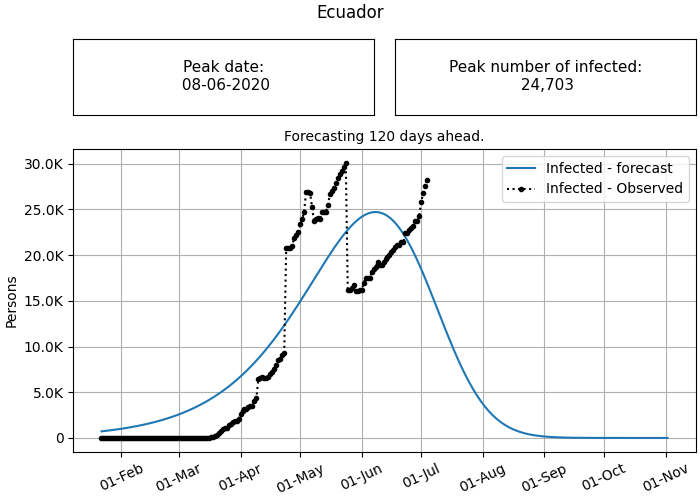 Ecuador
Peak date:
08-06-2020
Peak number of infected:
24,703
Forecasting 120 days ahead.
Infected - forecast
Infected - Observed
Persons
30.0K
25.0K
20.0K
15.0K
10.0K
5.0K
0
01-Feb
01-Mar
01-Apr
01-May
01-Jun
01-Jul
01-Aug
01-Sep
01-Oct
01-Nov